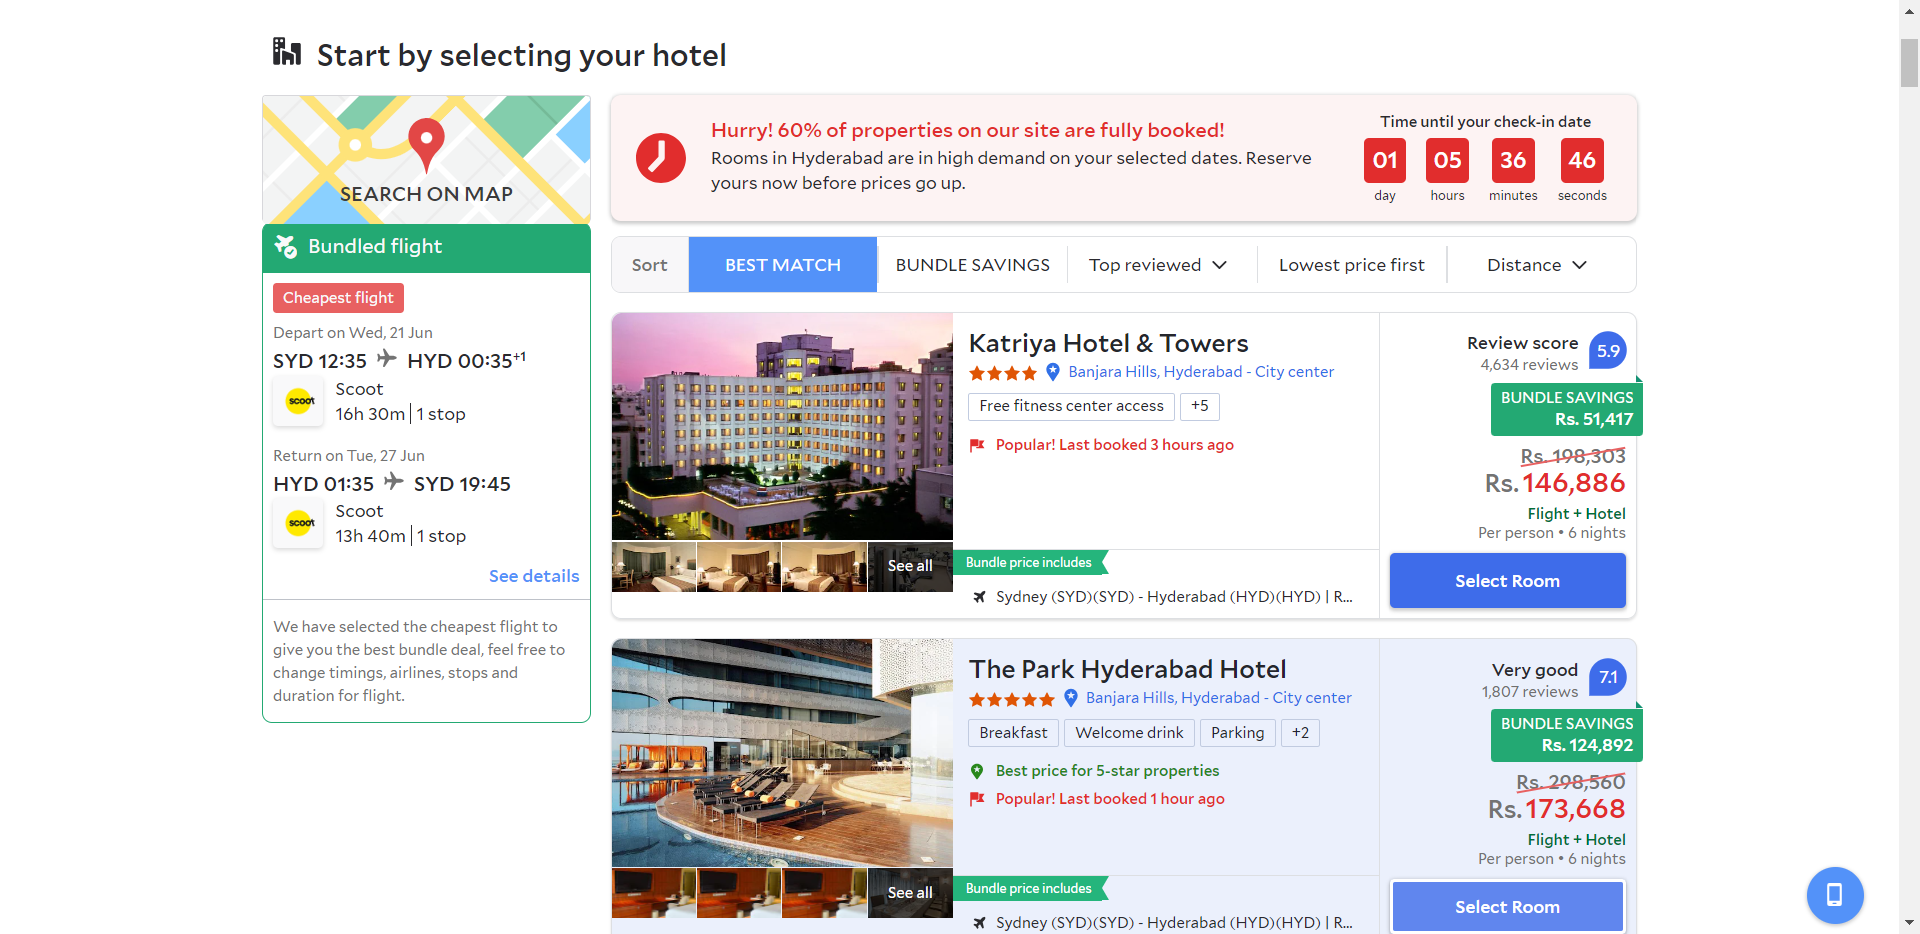 Start by selecting your hotel
SEARCH ON MAP
Bundled flight
Cheapest flight
Depart on Wed, 21 Jun
SYD 12:35 HYD 00:35+1
scoot
Scoot
16h 30m | 1 stop
Return on Tue, 27 Jun
HYD 01:35 SYD 19:45
scoot
Scoot
13h 40m | 1 stop
See details
We have selected the cheapest flight to
give you the best bundle deal, feel free to
change timings, airlines, stops and
duration for flight.
Hurry! 60% of properties on our site are fully booked!
Rooms in Hyderabad are in high demand on your selected dates. Reserve
yours now before prices go up.
Time until your check-in date
01 05 36 46
day hours minutes seconds
Sort BEST MATCH BUNDLE SAVINGS Top reviewed Lowest price first Distance
Katriya Hotel & Towers
Banjara Hills, Hyderabad - City center
Free fitness center access +5
Popular! Last booked 3 hours ago
See all
Bundle price includes
Sydney (SYD)(SYD) - Hyderabad (HYD)(HYD) | R...
Review score 5.9
4,634 reviews
BUNDLE SAVINGS
Rs. 51,417
Rs. 198,303
Rs. 146,886
Flight + Hotel
Per person • 6 nights
Select Room
The Park Hyderabad Hotel
Banjara Hills, Hyderabad - City center
Breakfast Welcome drink Parking +2
Best price for 5-star properties
Popular! Last booked 1 hour ago
See all
Bundle price includes
Sydney (SYD)(SYD) - Hyderabad (HYD)(HYD) | R...
Very good 7.1
1,807 reviews
BUNDLE SAVINGS
Rs. 124,892
Rs. 298,560
Rs. 173,668
Flight + Hotel
Per person • 6 nights
Select Room